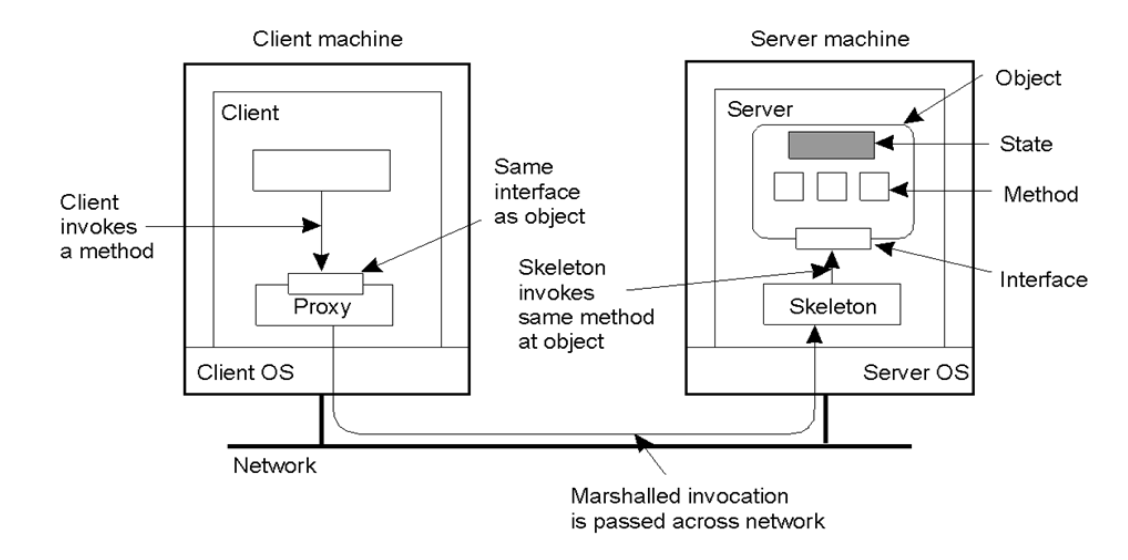 Client machine
Server machine
Client
Server
Object
State
Method
Interface
Client
invokes
a method
Same
interface
as object
Proxy
Skeleton
invokes
same method
at object
Skeleton
Client OS
Server OS
Network
Marshalled invocation
is passed across network